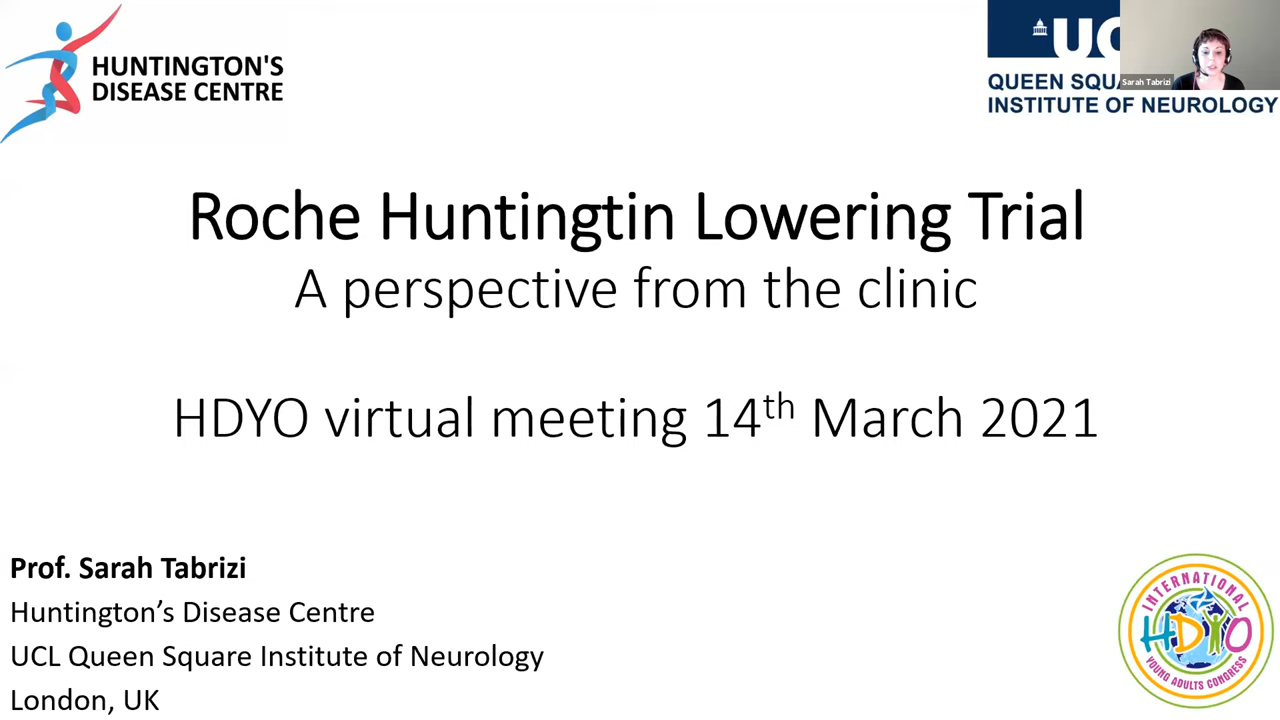 HUNTINGTON'S
DISEASE CENTRE
UC
QUEEN SQUA
INSTITUTE OF NEUROLOGY
Sarah Tabrizi
Roche Huntingtin Lowering Trial
A perspective from the clinic
HDYO virtual meeting 14th March 2021
Prof. Sarah Tabrizi
Huntington's Disease Centre
UCL Queen Square Institute of Neurology
London, UK
INTERNATIONAL
HDYO
YOUNG ADULTS CONGRESS